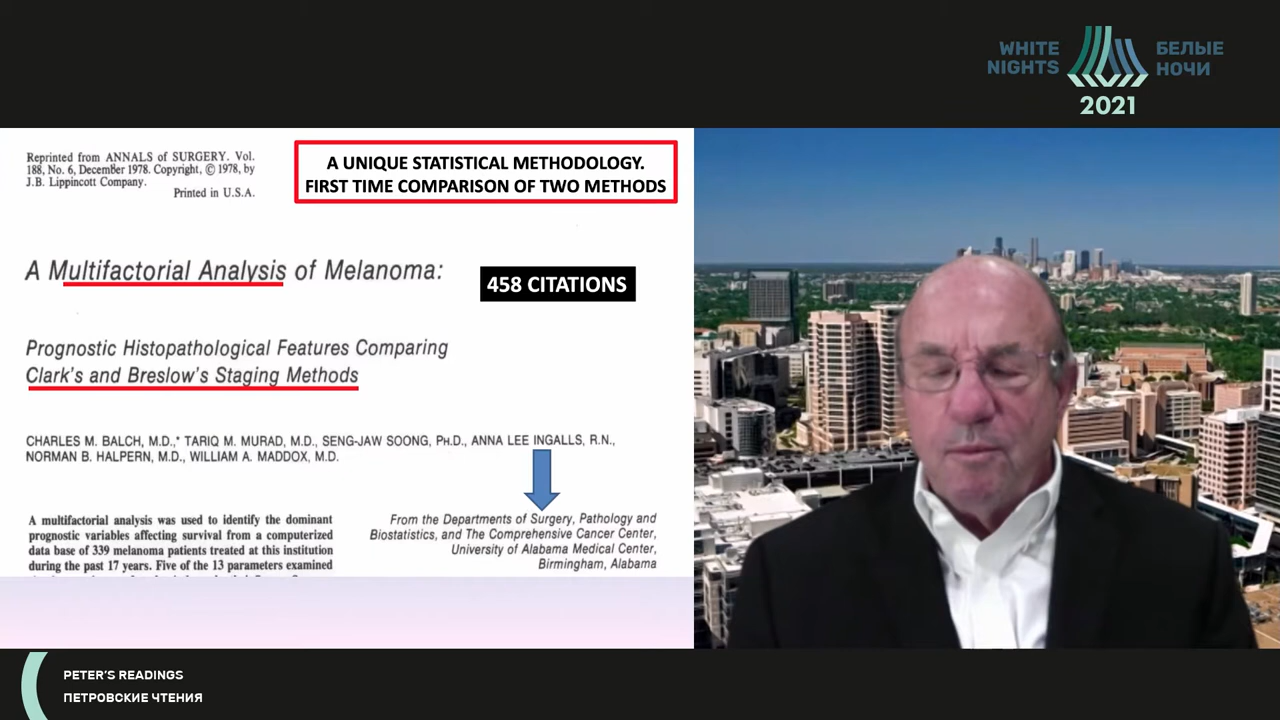 WHITE
NIGHTS
БЕЛЫЕ
НОЧИ
2021
Reprinted from ANNALS of SURGERY. Vol.
188, No. 6, December 1978. Copyright, © 1978, by
J.B. Lippincott Company.
Printed in U.S.A.
A UNIQUE STATISTICAL METHODOLOGY.
FIRST TIME COMPARISON OF TWO METHODS
A Multifactorial Analysis of Melanoma:
458 CITATIONS
Prognostic Histopathological Features Comparing
Clark's and Breslow's Staging Methods
CHARLES M. BALCH, M.D.,* TARIQ M. MURAD, M.D., SENG-JAW SOONG, PH.D., ANNA LEE INGALLS, R.N.,
NORMAN B. HALPERN, M.D., WILLIAM A. MADDOX, M.D.
A multifactorial analysis was used to identify the dominant
prognostic variables affecting survival from a computerized
data base of 339 melanoma patients treated at this institution
during the past 17 years. Five of the 13 parameters examined
From the Departments of Surgery, Pathology and
Biostatistics, and The Comprehensive Cancer Center,
University of Alabama Medical Center,
Birmingham, Alabama
PETER'S READINGS
ПЕТРОВСКИЕ ЧТЕНИЯ